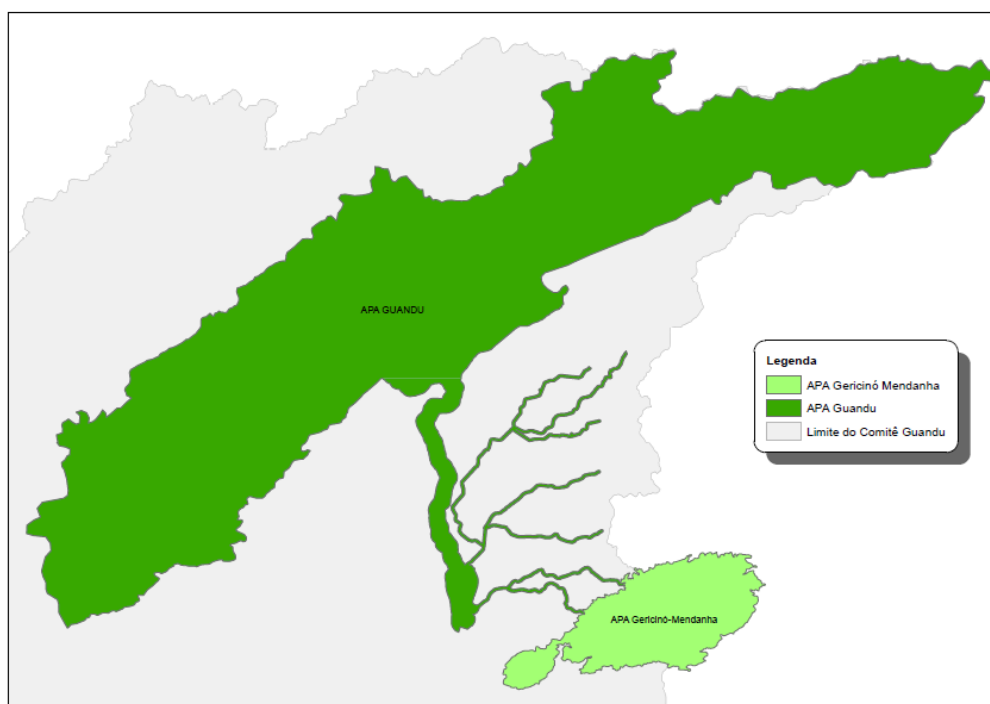 APA GUANDU
Legenda
APA Gericinó Mendanha
APA Guandu
Limite do Comitê Guandu
APA Gericinó-Mendanha